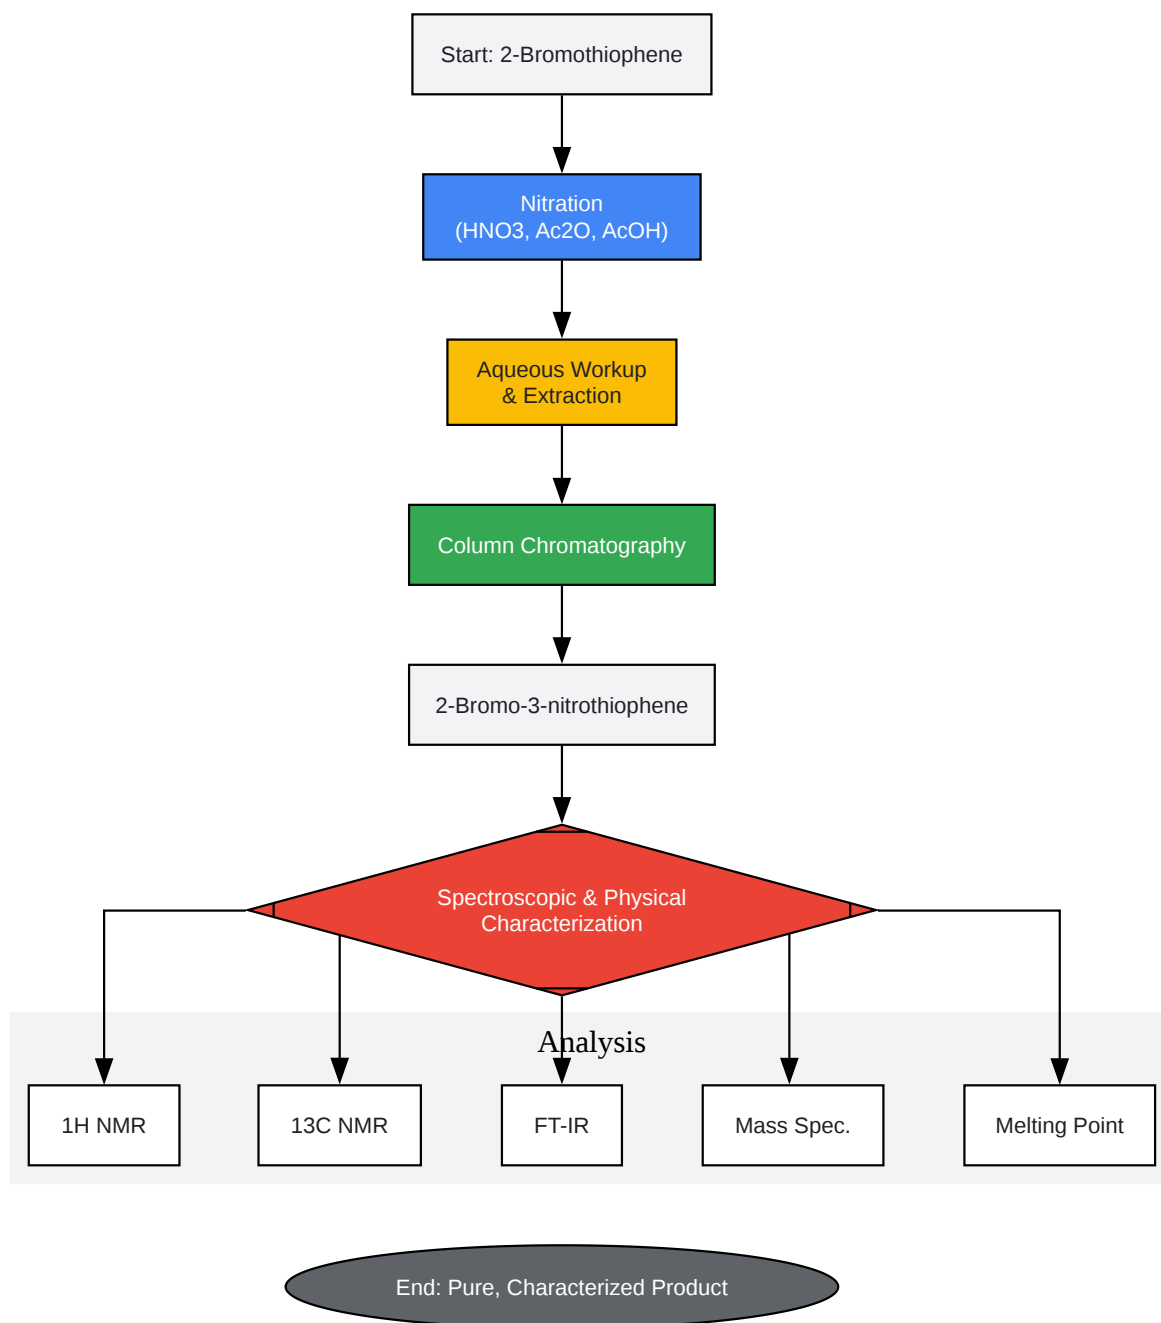 Start: 2-Bromothiophene
Nitration
(HNO3, Ac2O, AcOH)
Aqueous Workup
& Extraction
Column Chromatography
2-Bromo-3-nitrothiophene
Spectroscopic & Physical
Characterization
Analysis
1H NMR
13C NMR
FT-IR
Mass Spec.
Melting Point
End: Pure, Characterized Product